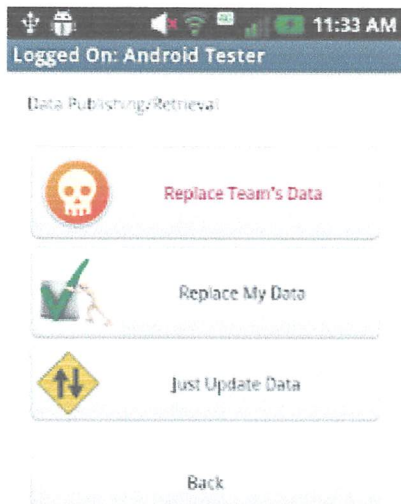 11:33 AM
Logged On: Android Tester
Data Publishing/Retrieval
Replace Team's Data
Replace My Data
Just Update Data
Back